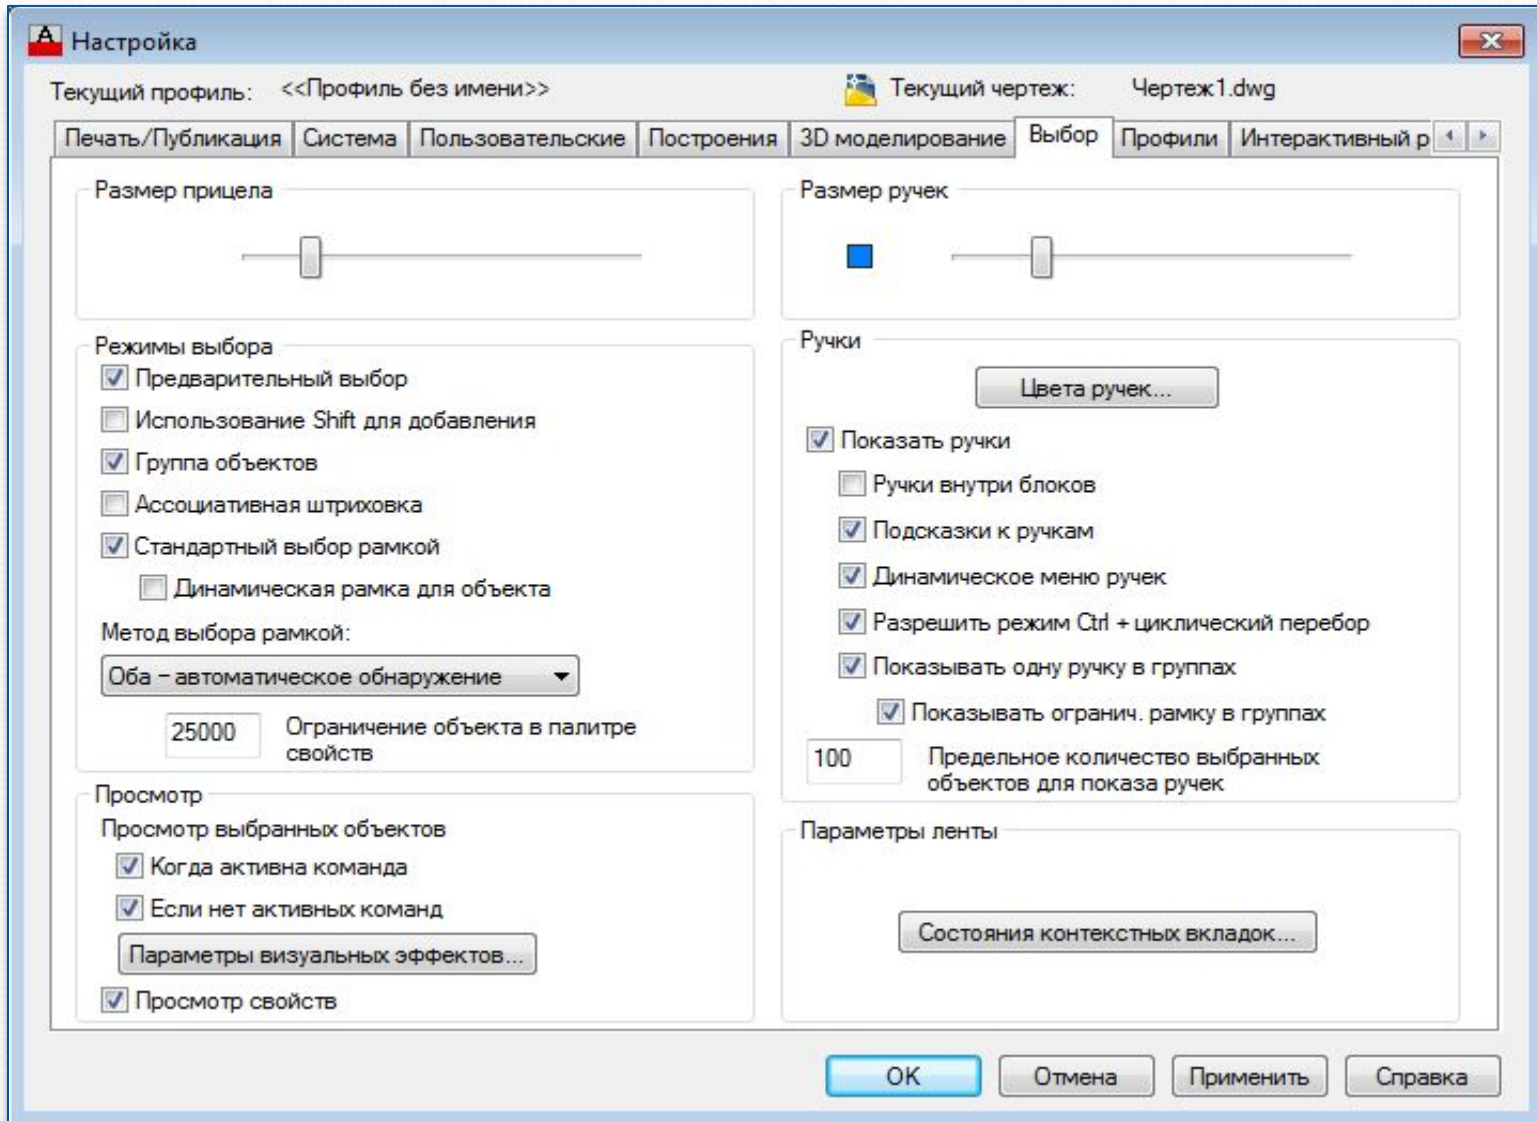 Настройка
Текущий профиль: <<Профиль без имени>> Текущий чертеж: Чертеж1.dwg
Печать/Публикация Система Пользовательские Построения 3D моделирование Выбор Профили Интерактивный р
Размер прицела
Размер ручек
Режимы выбора
Предварительный выбор
Использование Shift для добавления
Группа объектов
Ассоциативная штриховка
Стандартный выбор рамкой
Динамическая рамка для объекта
Метод выбора рамкой:
Оба - автоматическое обнаружение
25000 Ограничение объекта в палитре
свойств
Ручки
Цвета ручек...
Показать ручки
Ручки внутри блоков
Подсказки к ручкам
Динамическое меню ручек
Разрешить режим Ctrl + циклический перебор
Показывать одну ручку в группах
Показывать огранич. рамку в группах
100 Предельное количество выбранных
объектов для показа ручек
Просмотр
Просмотр выбранных объектов
Когда активна команда
Если нет активных команд
Параметры визуальных эффектов...
Просмотр свойств
Параметры ленты
Состояния контекстных вкладок...
OK Отмена Применить Справка